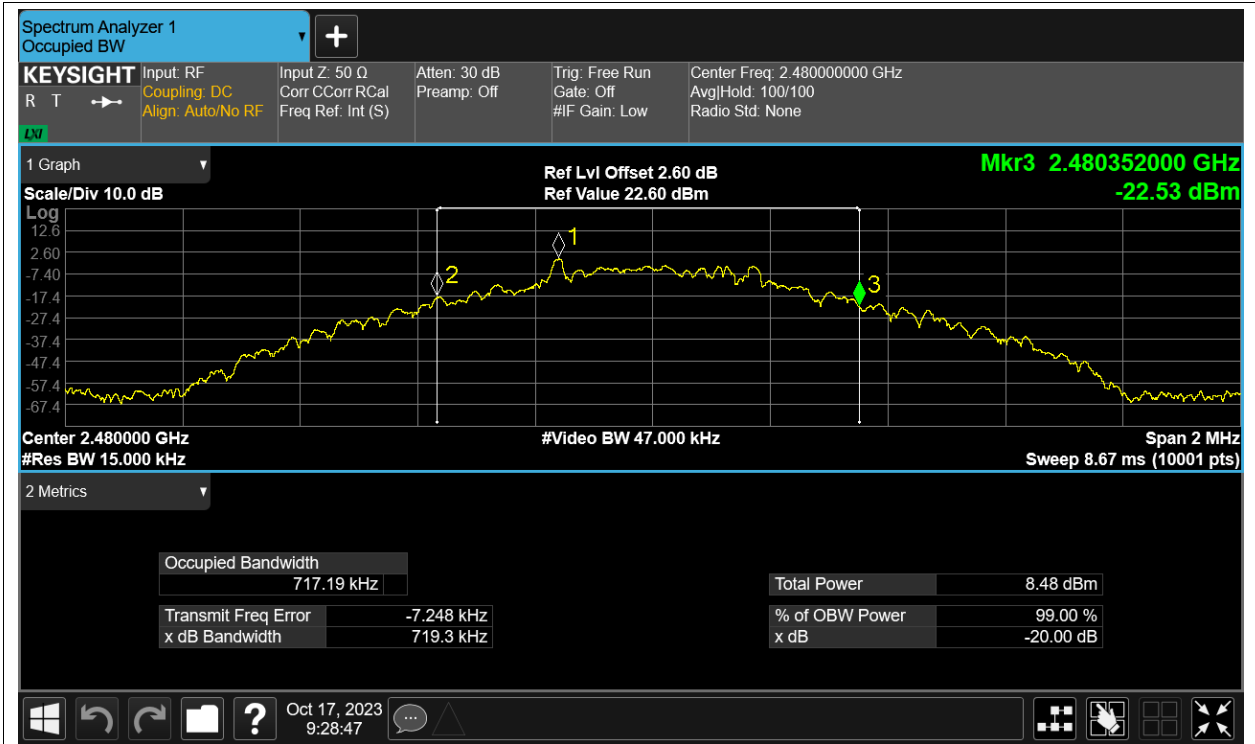 Spectrum Analyzer 1
Occupied BW
KEYSIGHT
R T
LXI
Input: RF
Coupling: DC
Align: Auto/No RF
Input Z: 50 Ω
Corr CCorr RCal
Freq Ref: Int (S)
Atten: 30 dB
Preamp: Off
Trig: Free Run
Gate: Off
#IF Gain: Low
Center Freq: 2.480000000 GHz
Avg|Hold: 100/100
Radio Std: None
1 Graph
Scale/Div 10.0 dB
Ref Lvl Offset 2.60 dB
Ref Value 22.60 dBm
Mkr3 2.480352000 GHz
-22.53 dBm
Log
12.6
2.60
-7.40
-17.4
-27.4
-37.4
-47.4
-57.4
-67.4
1
2
3
Center 2.480000 GHz
#Res BW 15.000 kHz
#Video BW 47.000 kHz
Span 2 MHz
Sweep 8.67 ms (10001 pts)
2 Metrics
Occupied Bandwidth
717.19 kHz
Transmit Freq Error -7.248 kHz
x dB Bandwidth 719.3 kHz
Total Power 8.48 dBm
% of OBW Power 99.00 %
x dB -20.00 dB
?
Oct 17, 2023
9:28:47